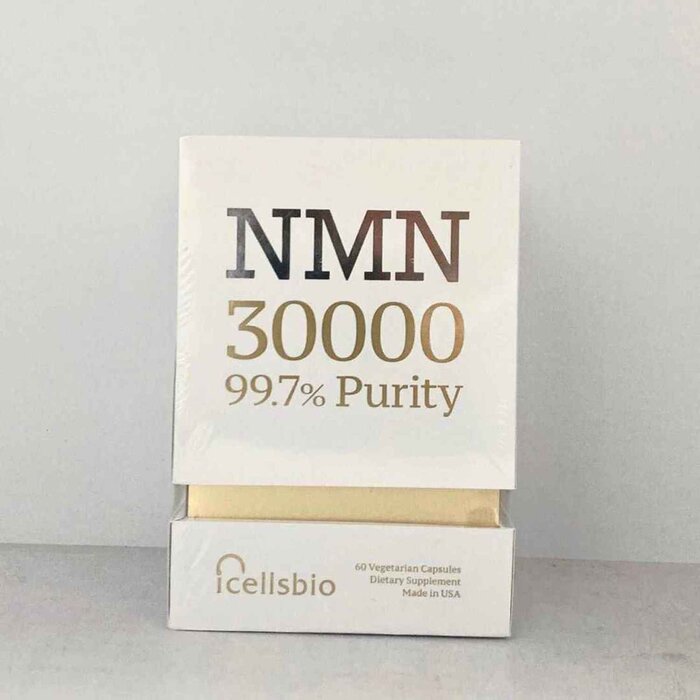 NMN
30000
99.7% Purity
icellsbio
60 Vegetarian Capsules
Dietary Supplement
Made in USA